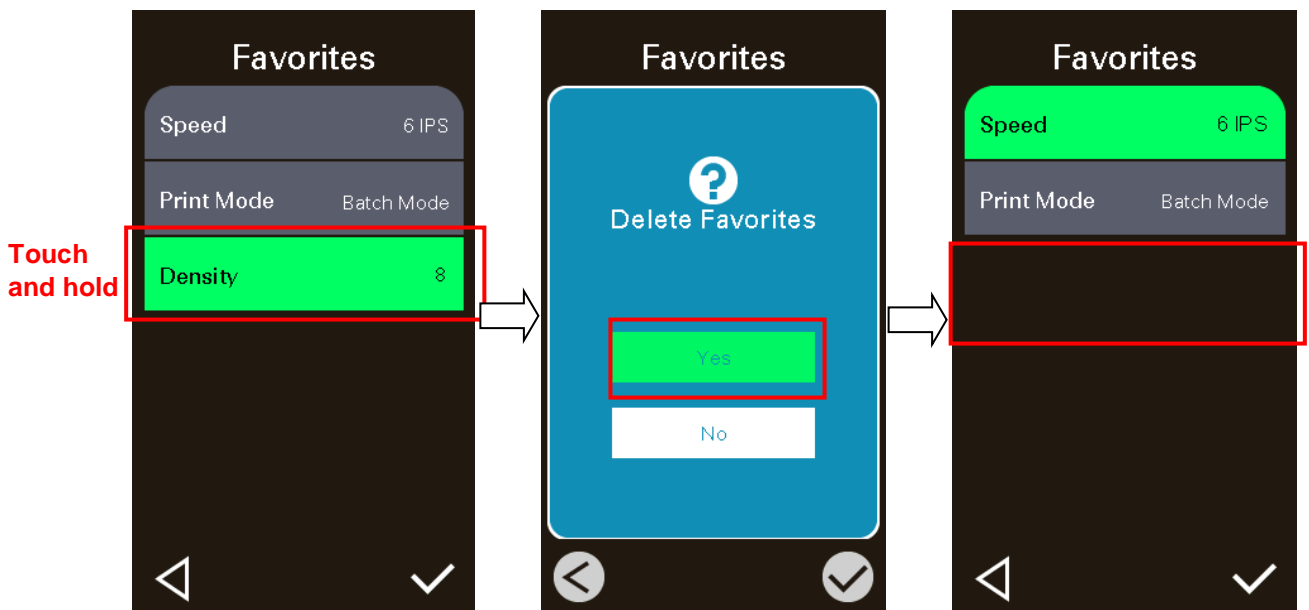 Favorites
Speed 6 IPS
Print Mode Batch Mode
Touch
and hold
Density 8
Favorites
?
Delete Favorites
Yes
No
Favorites
Speed 6 IPS
Print Mode Batch Mode